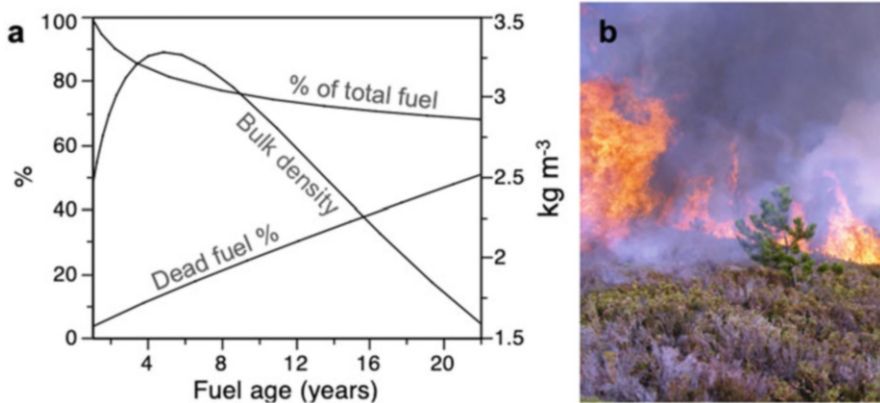 a
100
80
60
40
20
0
%
3.5
3
2.5
2
1.5
kg m-3
% of total fuel
Bulk density
Dead fuel %
4 8 12 16 20
Fuel age (years)
b